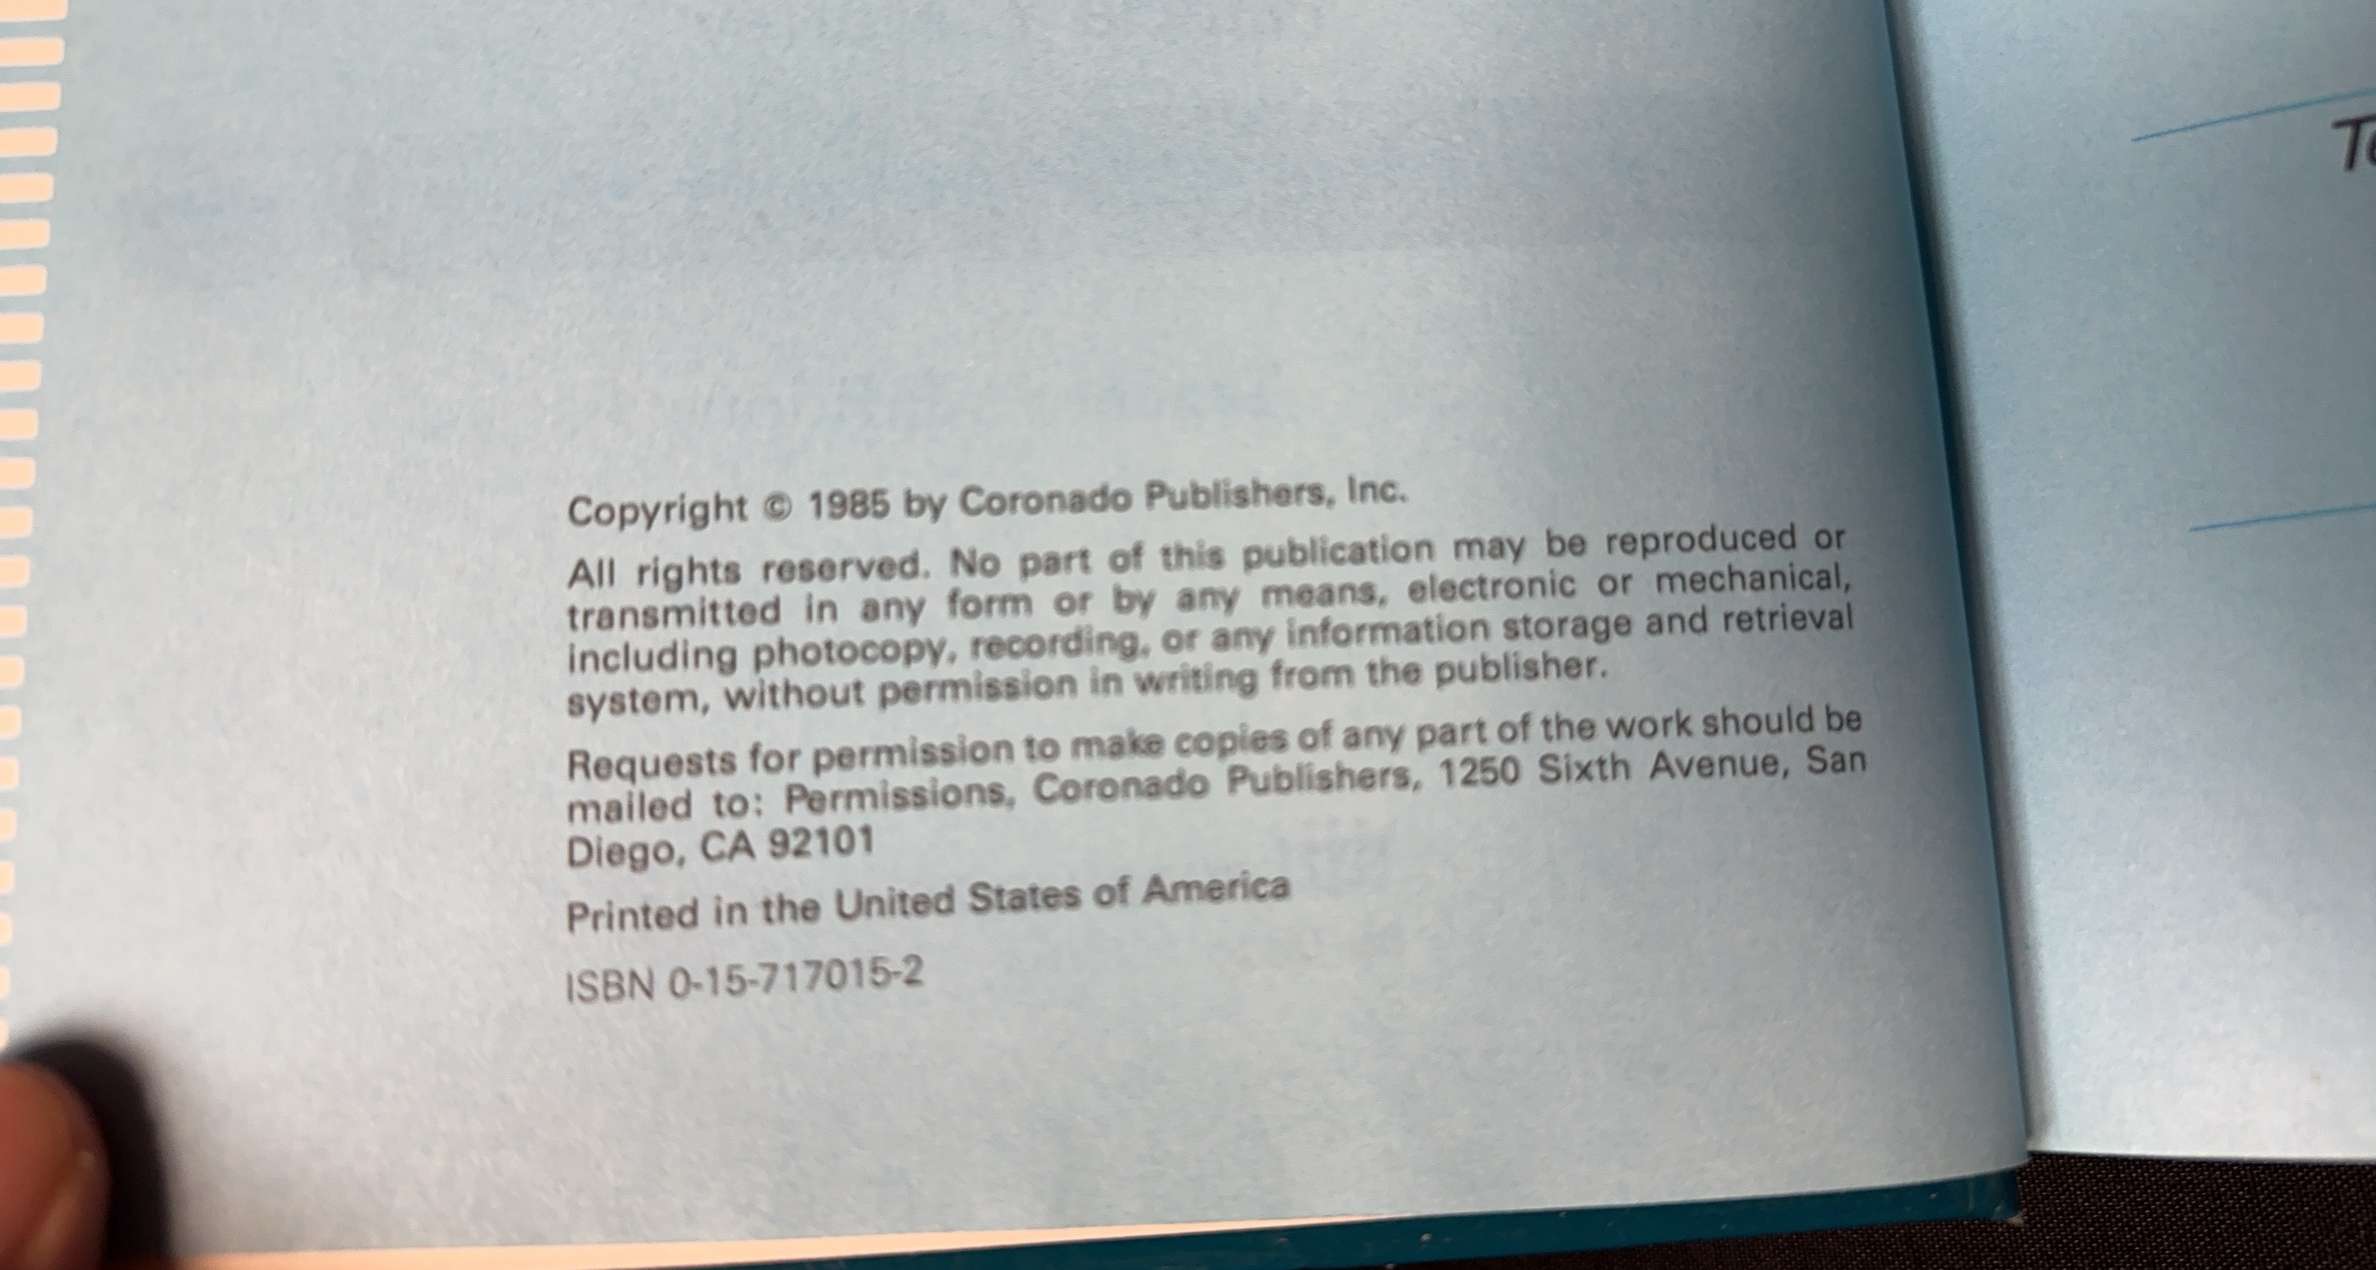 Copyright © 1985 by Coronado Publishers, Inc.
All rights reserved. No part of this publication may be reproduced or
transmitted in any form or by any means, electronic or mechanical,
including photocopy, recording, or any information storage and retrieval
system, without permission in writing from the publisher.
Requests for permission to make copies of any part of the work should be
mailed to: Permissions, Coronado Publishers, 1250 Sixth Avenue, San
Diego, CA 92101
Printed in the United States of America
ISBN 0-15-717015-2